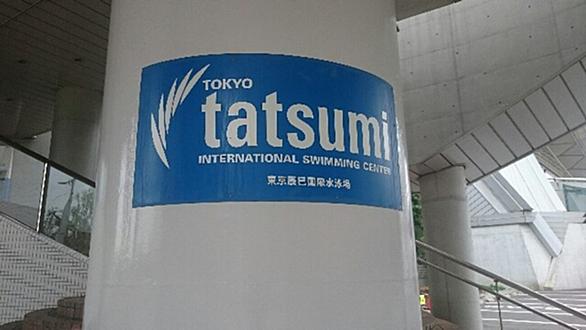 TOKYO
tatsumi
INTERNATIONAL SWIMMING CENTER
東京辰巳国際水泳場